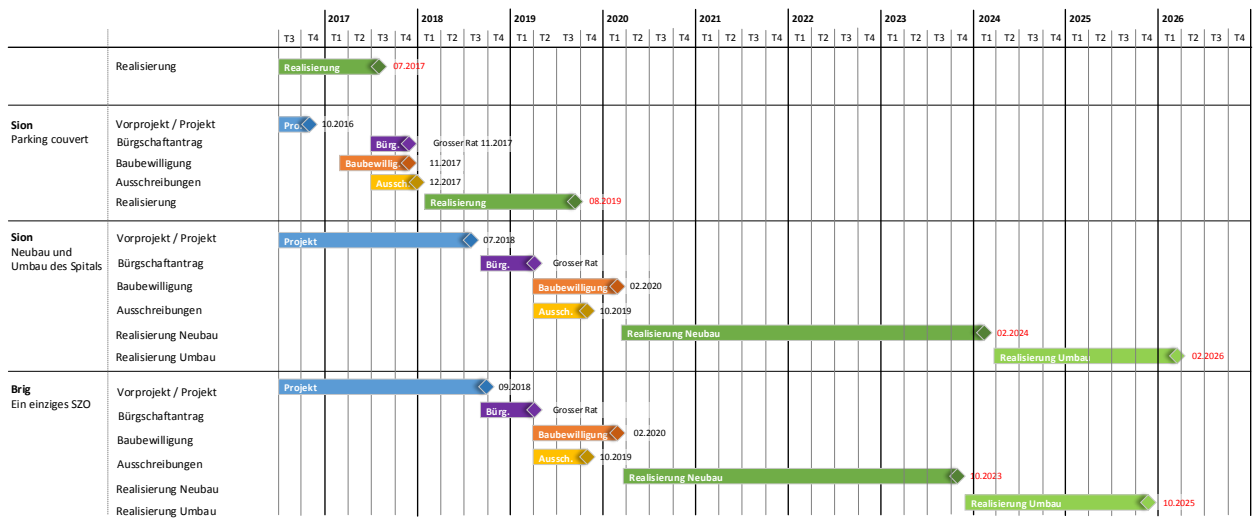 2017 2018 2019 2020 2021 2022 2023 2024 2025 2026
T3 T4 T1 T2 T3 T4 T1 T2 T3 T4 T1 T2 T3 T4 T1 T2 T3 T4 T1 T2 T3 T4 T1 T2 T3 T4 T1 T2 T3 T4 T1 T2 T3 T4 T1 T2 T3 T4 T1 T2 T3 T4
Realisierung Realisierung 07.2017
Sion Vorprojekt / Projekt Pro. 10.2016
Parking couvert Bürgschaftantrag Bürg. Grosser Rat 11.2017
Baubewilligung Baubewillig. 11.2017
Ausschreibungen Aussch. 12.2017
Realisierung Realisierung 08.2019
Sion Vorprojekt / Projekt Projekt 07.2018
Neubau und
Umbau des Spitals Bürgschaftantrag Bürg. Grosser Rat
Baubewilligung Baubewilligung 02.2020
Ausschreibungen Aussch. 10.2019
Realisierung Neubau Realisierung Neubau 02.2024
Realisierung Umbau Realisierung Umbau 02.2026
Brig Vorprojekt / Projekt Projekt 09.2018
Ein einziges SZO Bürgschaftantrag Bürg. Grosser Rat
Baubewilligung Baubewilligung 02.2020
Ausschreibungen Aussch. 10.2019
Realisierung Neubau Realisierung Neubau 10.2023
Realisierung Umbau Realisierung Umbau 10.2025